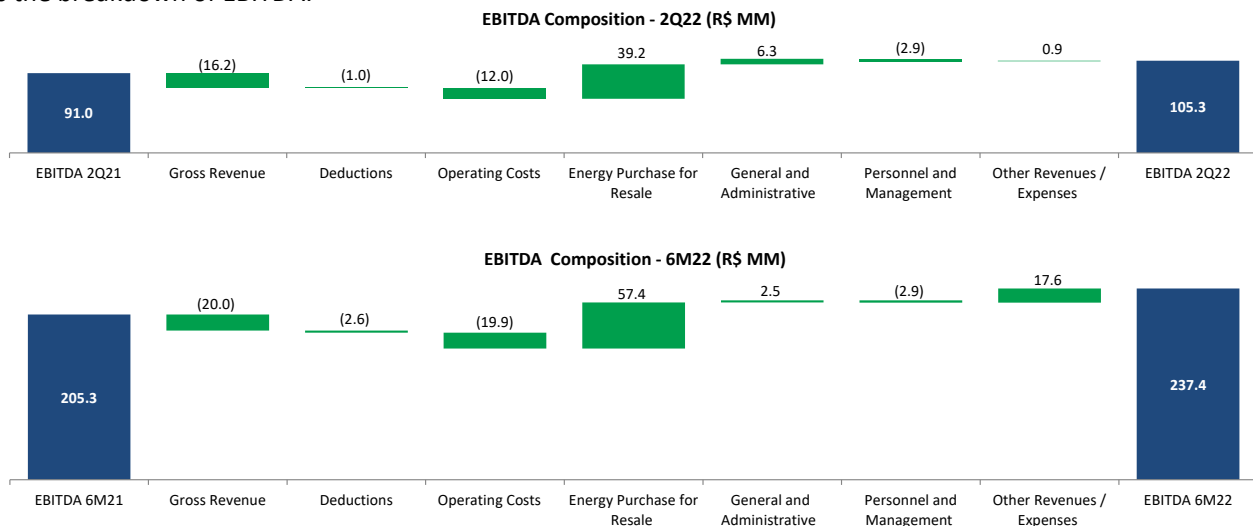 the breakdown of EBITDA.
EBITDA Composition - 2Q22 (R$ MM)
91.0
(16.2)
(1.0)
(12.0)
39.2
6.3
(2.9)
0.9
105.3
EBITDA 2Q21
Gross Revenue
Deductions
Operating Costs
Energy Purchase for
Resale
General and
Administrative
Personnel and
Management
Other Revenues /
Expenses
EBITDA 2Q22
EBITDA  Composition - 6M22 (R$ MM)
205.3
(20.0)
(2.6)
(19.9)
57.4
2.5
(2.9)
17.6
237.4
EBITDA 6M21
Gross Revenue
Deductions
Operating Costs
Energy Purchase for
Resale
General and
Administrative
Personnel and
Management
Other Revenues /
Expenses
EBITDA 6M22